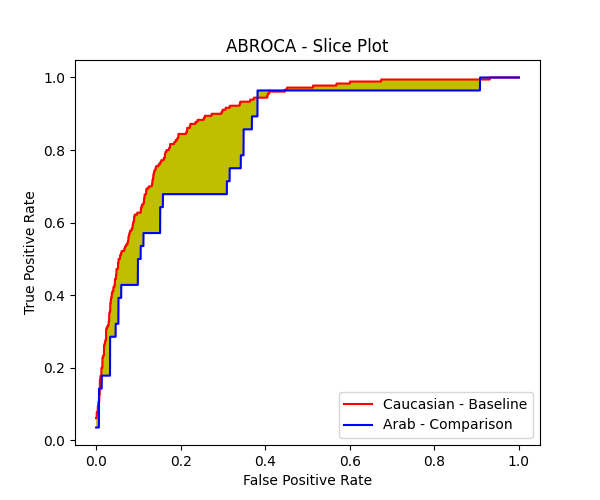 ABROCA - Slice Plot
True Positive Rate
1.0
0.8
0.6
0.4
0.2
0.0
Caucasian - Baseline
Arab - Comparison
0.0 0.2 0.4 0.6 0.8 1.0
False Positive Rate